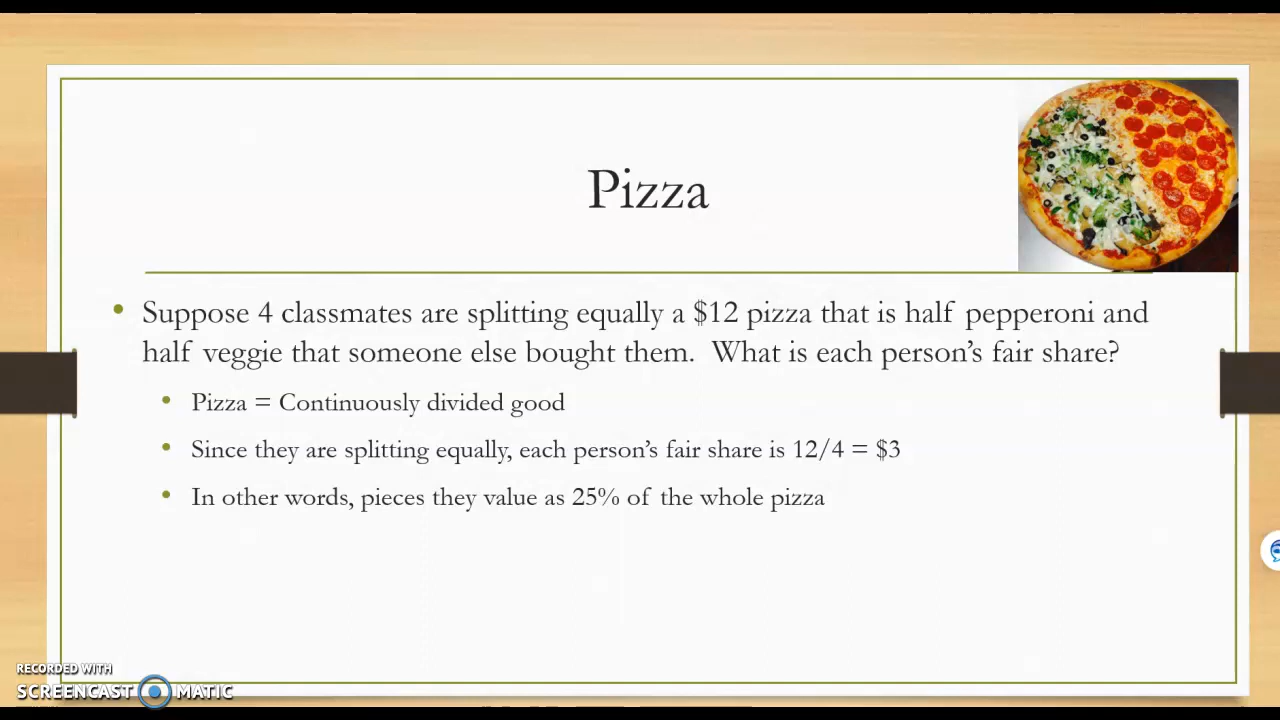 Pizza
• Suppose 4 classmates are splitting equally a $12 pizza that is half pepperoni and
half veggie that someone else bought them. What is each person's fair share?
• Pizza = Continuously divided good
• Since they are splitting equally, each person's fair share is 12/4 = $3
• In other words, pieces they value as 25% of the whole pizza
RECORDED WITH
SCREENCAST MATIC